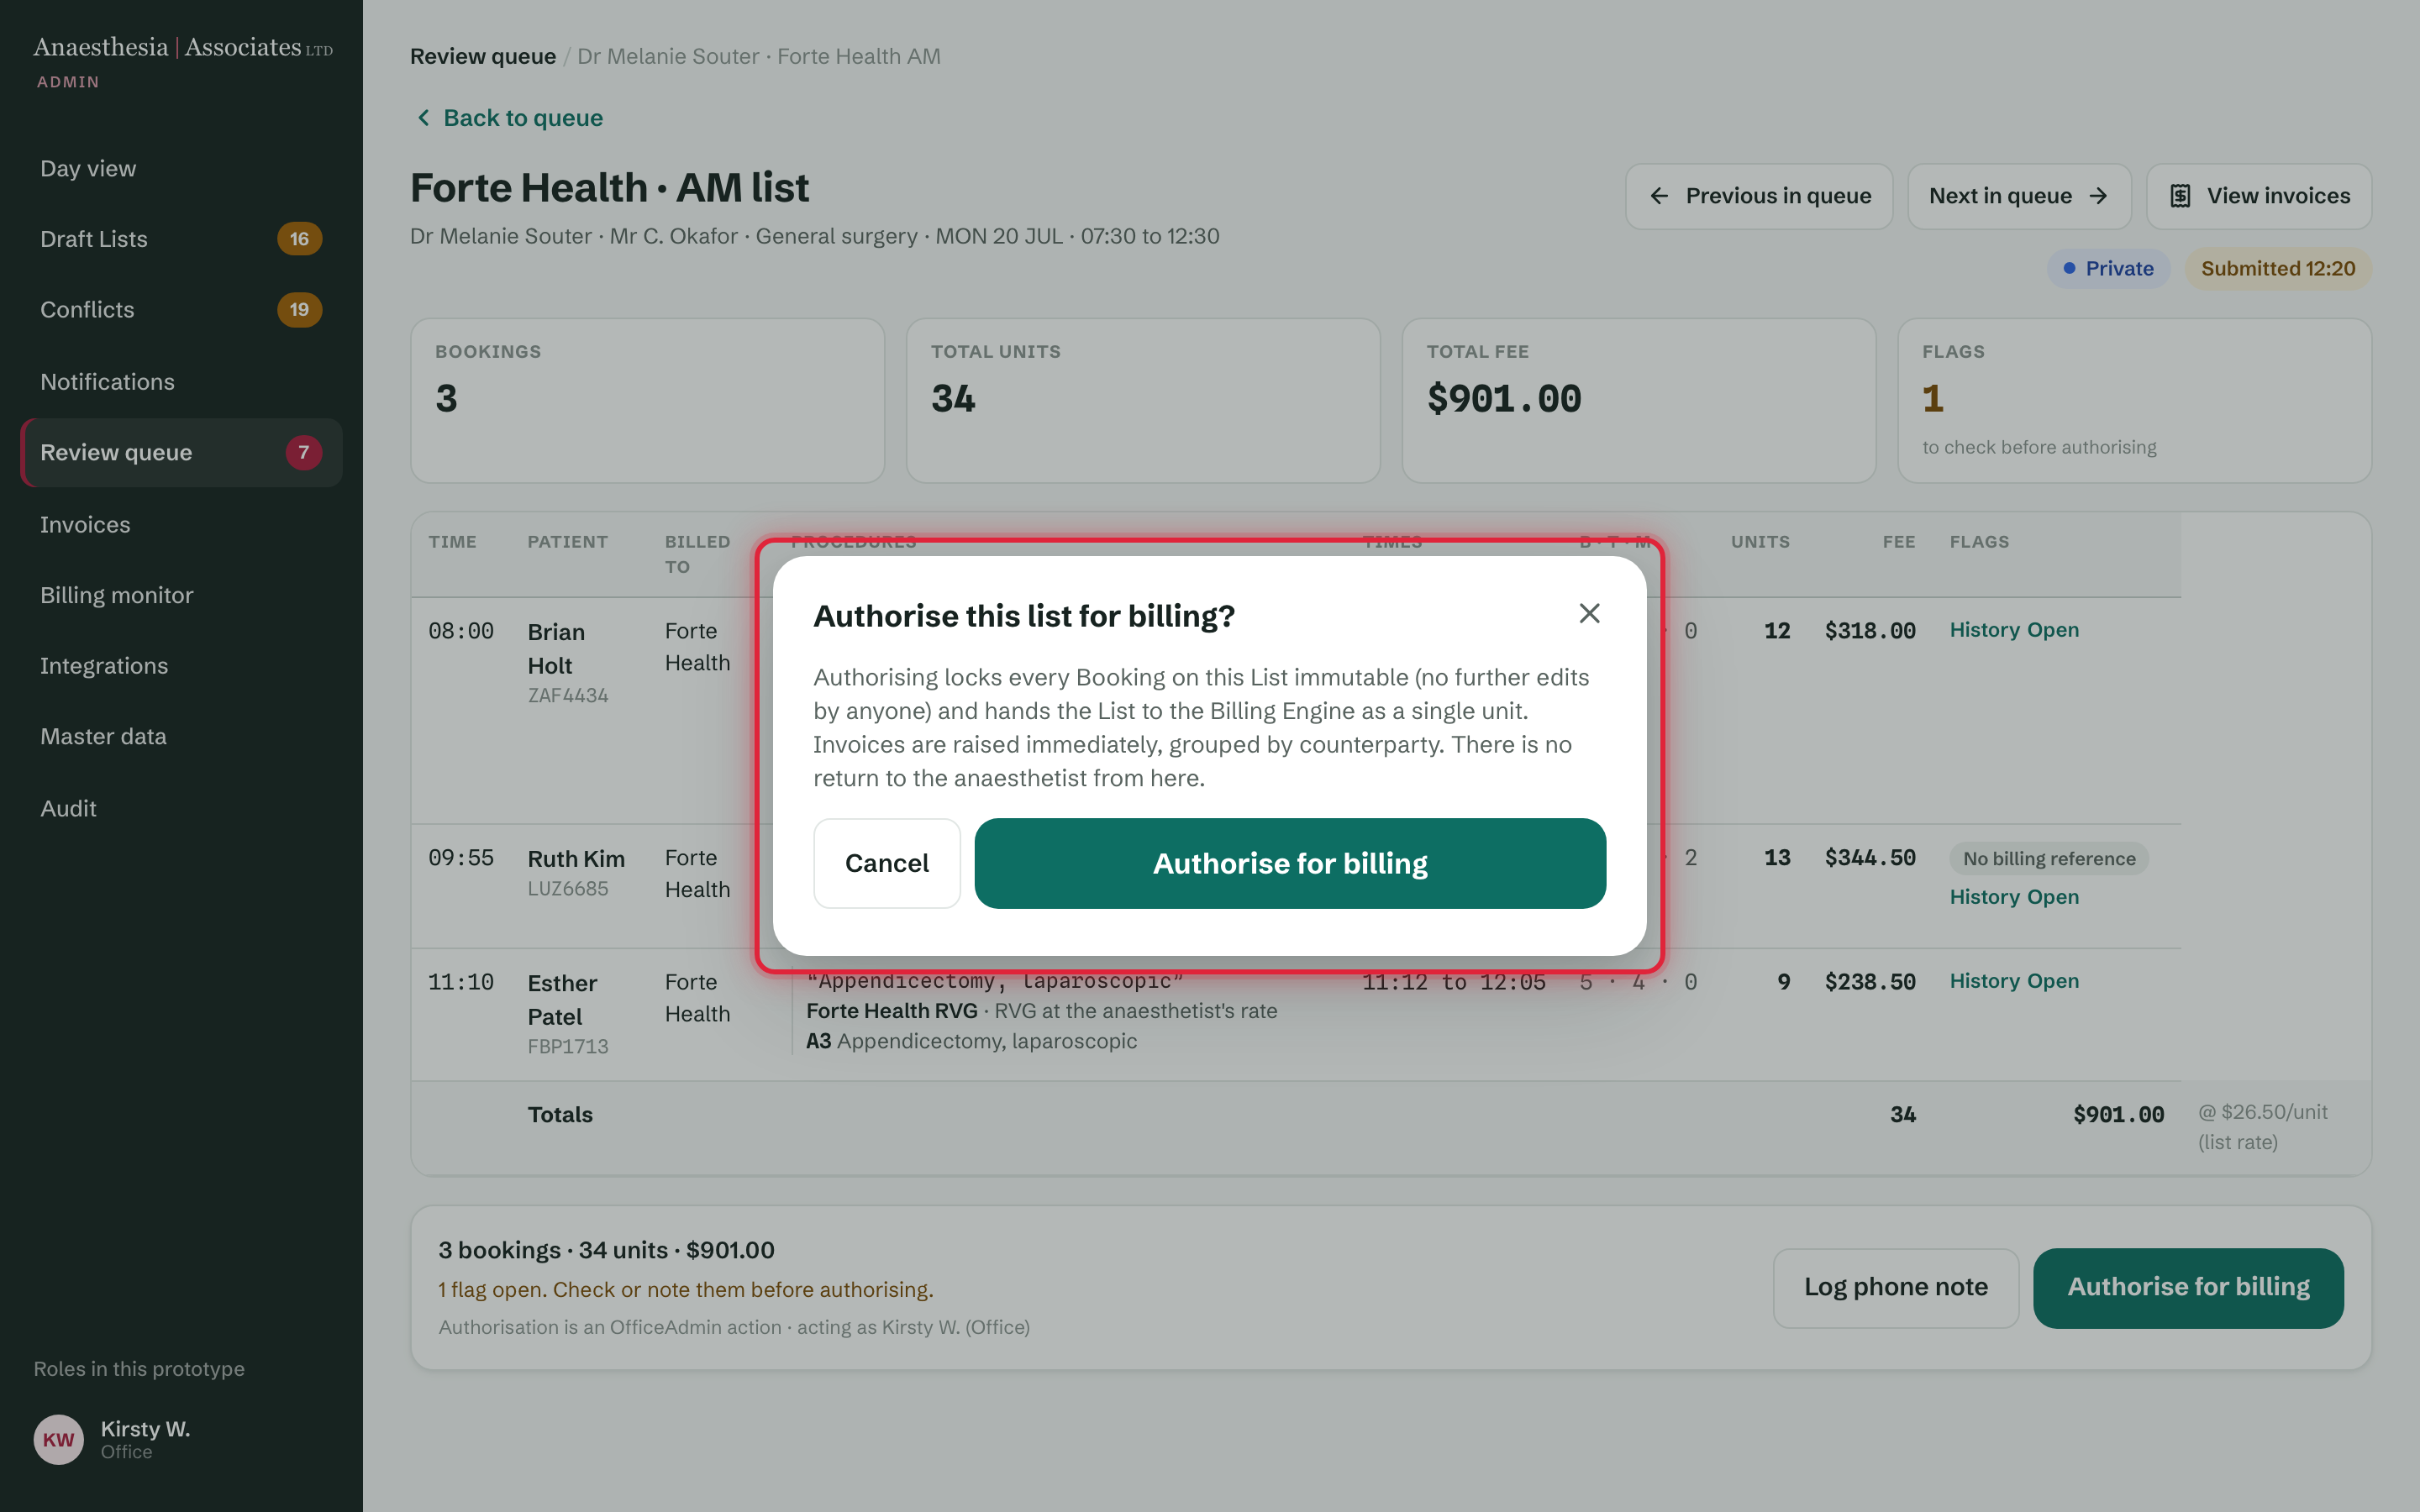 Anaesthesia | Associates LTD
ADMIN
Day view
Draft Lists 16
Conflicts 19
Notifications
Review queue 7
Invoices
Billing monitor
Integrations
Master data
Audit
Roles in this prototype
KW
Kirsty W.
Office
Review queue / Dr Melanie Souter · Forte Health AM
Back to queue
Forte Health · AM list
Dr Melanie Souter · Mr C. Okafor · General surgery · MON 20 JUL · 07:30 to 12:30
Previous in queue
Next in queue
View invoices
Private
Submitted 12:20
BOOKINGS
3
TOTAL UNITS
34
TOTAL FEE
$901.00
FLAGS
1
to check before authorising
TIME PATIENT BILLED TO PROCEDURES TIMES B · T · M UNITS FEE FLAGS
08:00 Brian Holt Forte Health · 0 12 $318.00 History Open
ZAF4434
Authorise this list for billing?
Authorising locks every Booking on this List immutable (no further edits
by anyone) and hands the List to the Billing Engine as a single unit.
Invoices are raised immediately, grouped by counterparty. There is no
return to the anaesthetist from here.
Cancel
Authorise for billing
09:55 Ruth Kim Forte Health · 2 13 $344.50 No billing reference
LUZ6685
History Open
11:10 Esther Patel Forte Health "Appendicectomy, laparoscopic" 11:12 to 12:05 5 · 4 · 0 9 $238.50 History Open
FBP1713
Forte Health RVG · RVG at the anaesthetist's rate
A3 Appendicectomy, laparoscopic
Totals 34 $901.00 @ $26.50/unit
(list rate)
3 bookings · 34 units · $901.00
1 flag open. Check or note them before authorising.
Authorisation is an OfficeAdmin action · acting as Kirsty W. (Office)
Log phone note
Authorise for billing